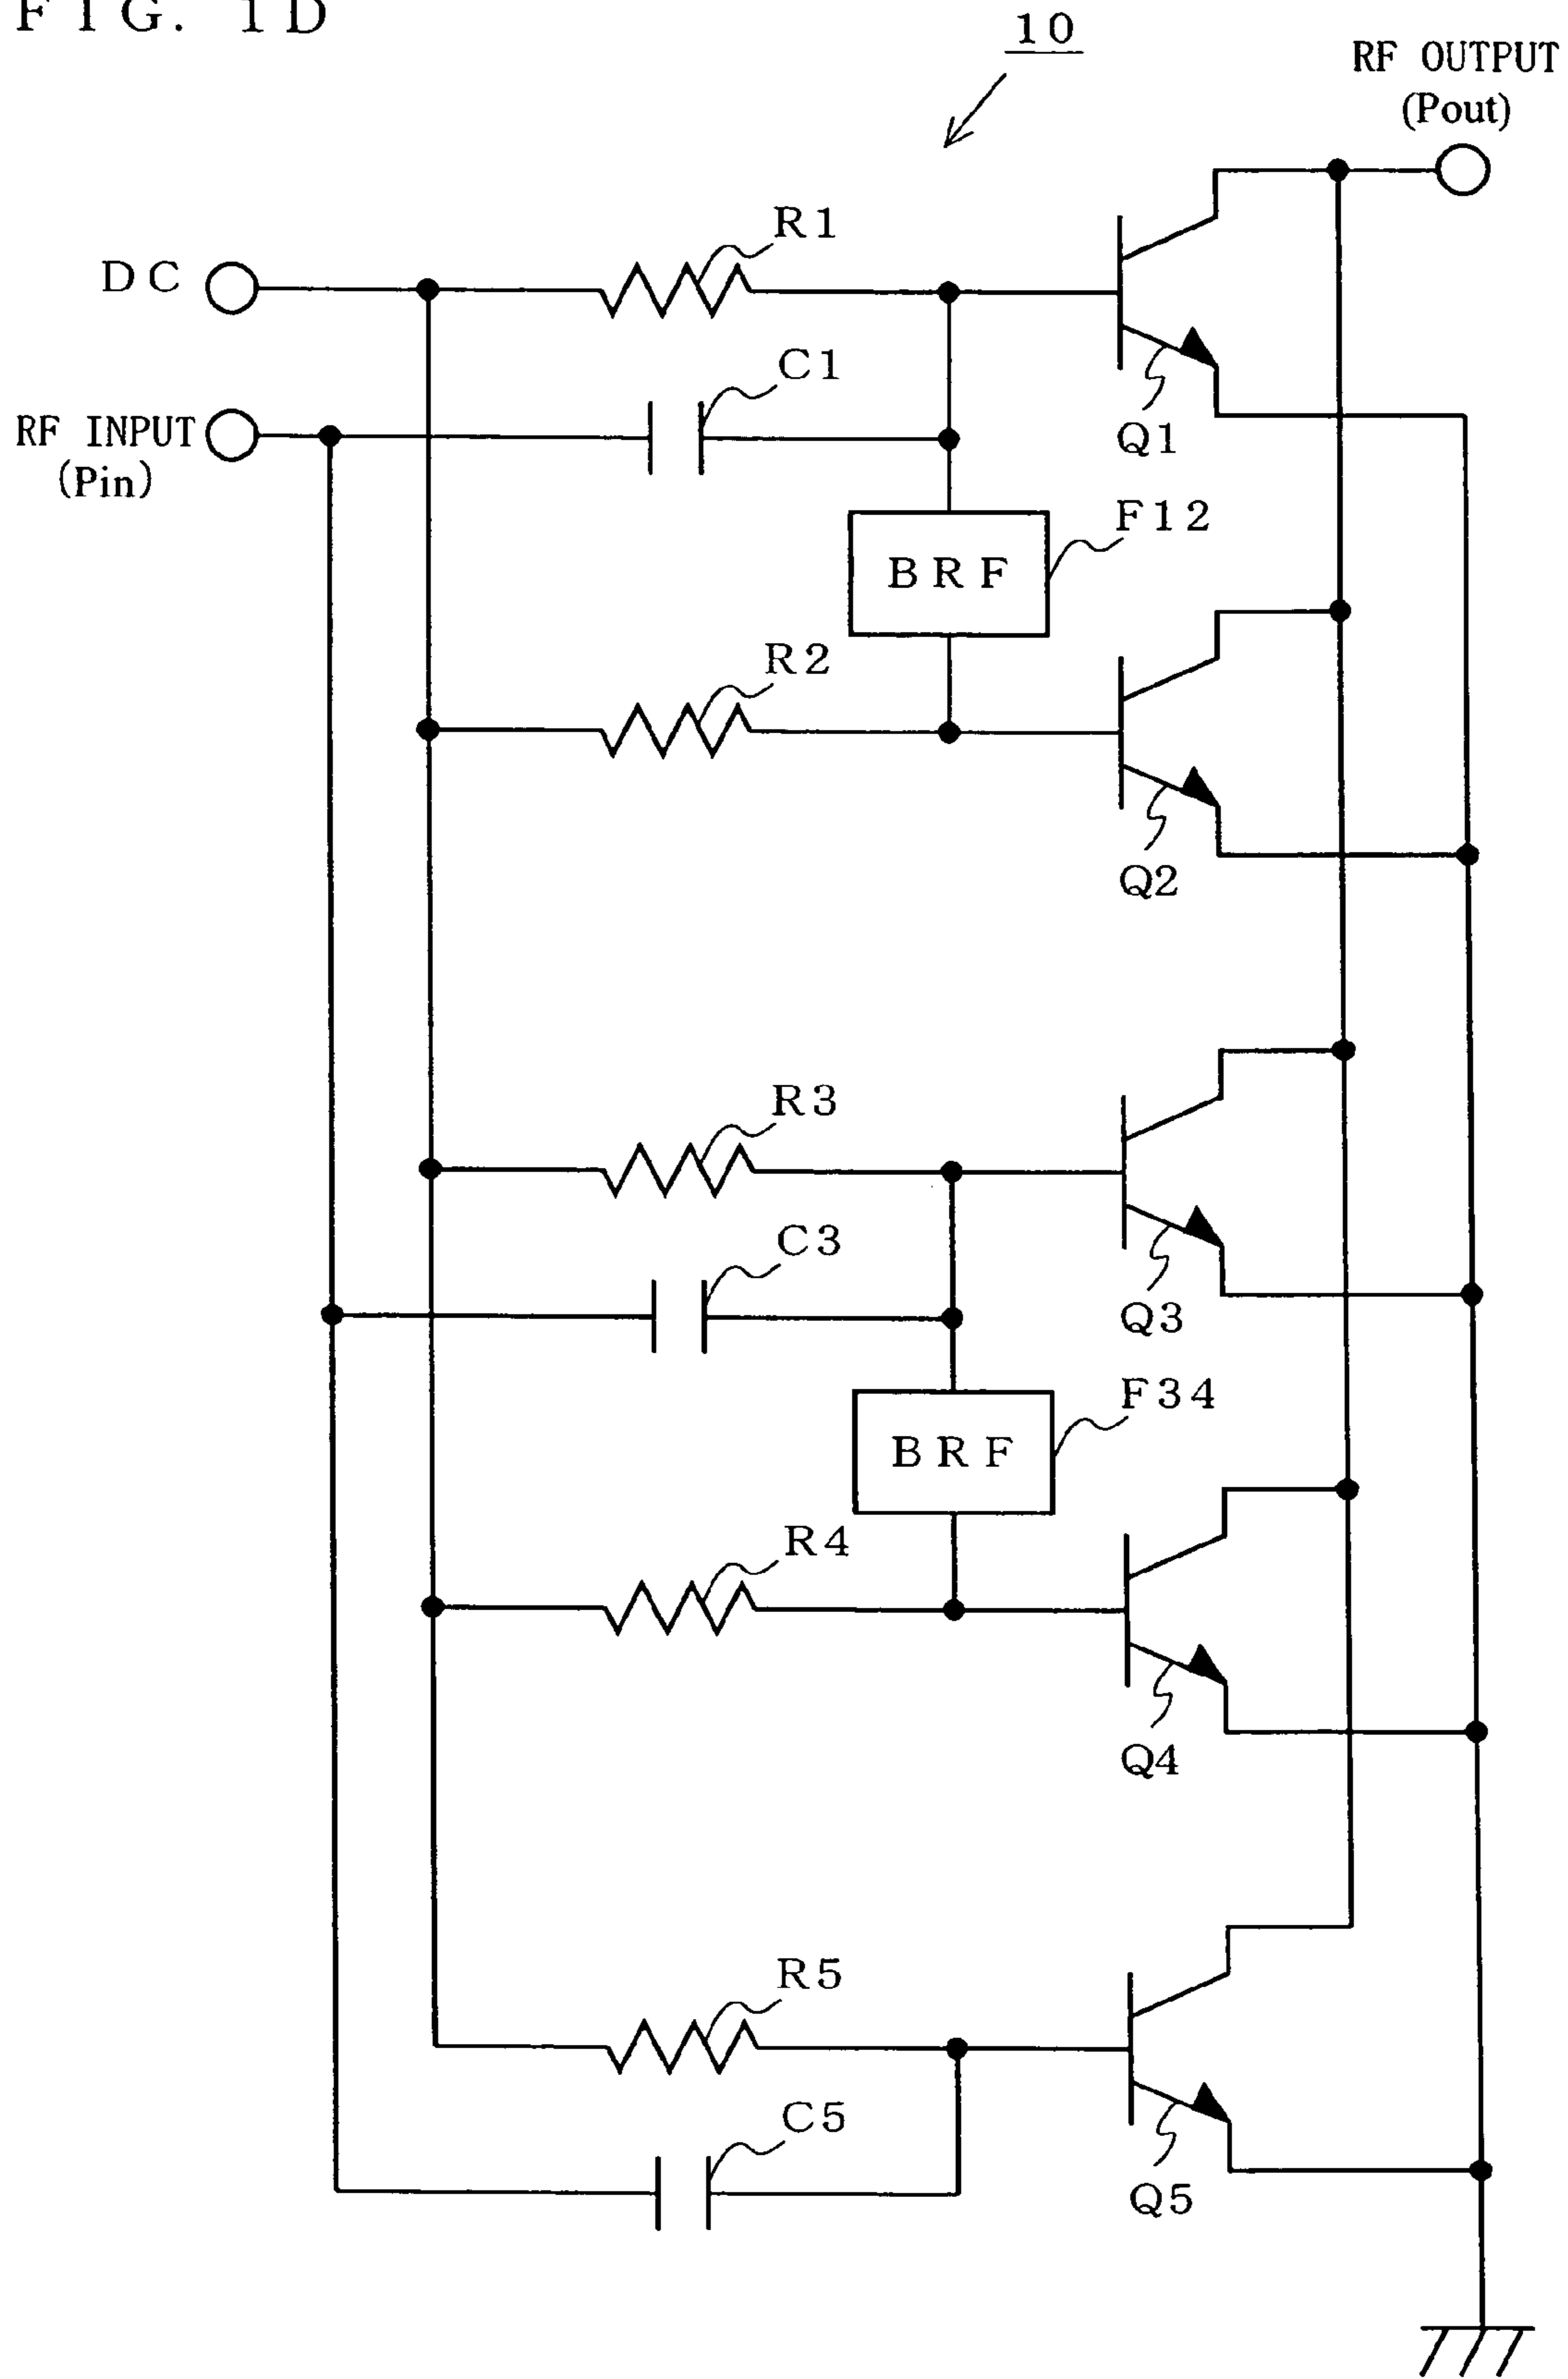 FIG. 1D
10
RF OUTPUT
(Pout)
R1
DC
C1
RF INPUT
(Pin)
Q1
F12
BRF
R2
Q2
R3
C3
Q3
F34
BRF
R4
Q4
R5
C5
Q5